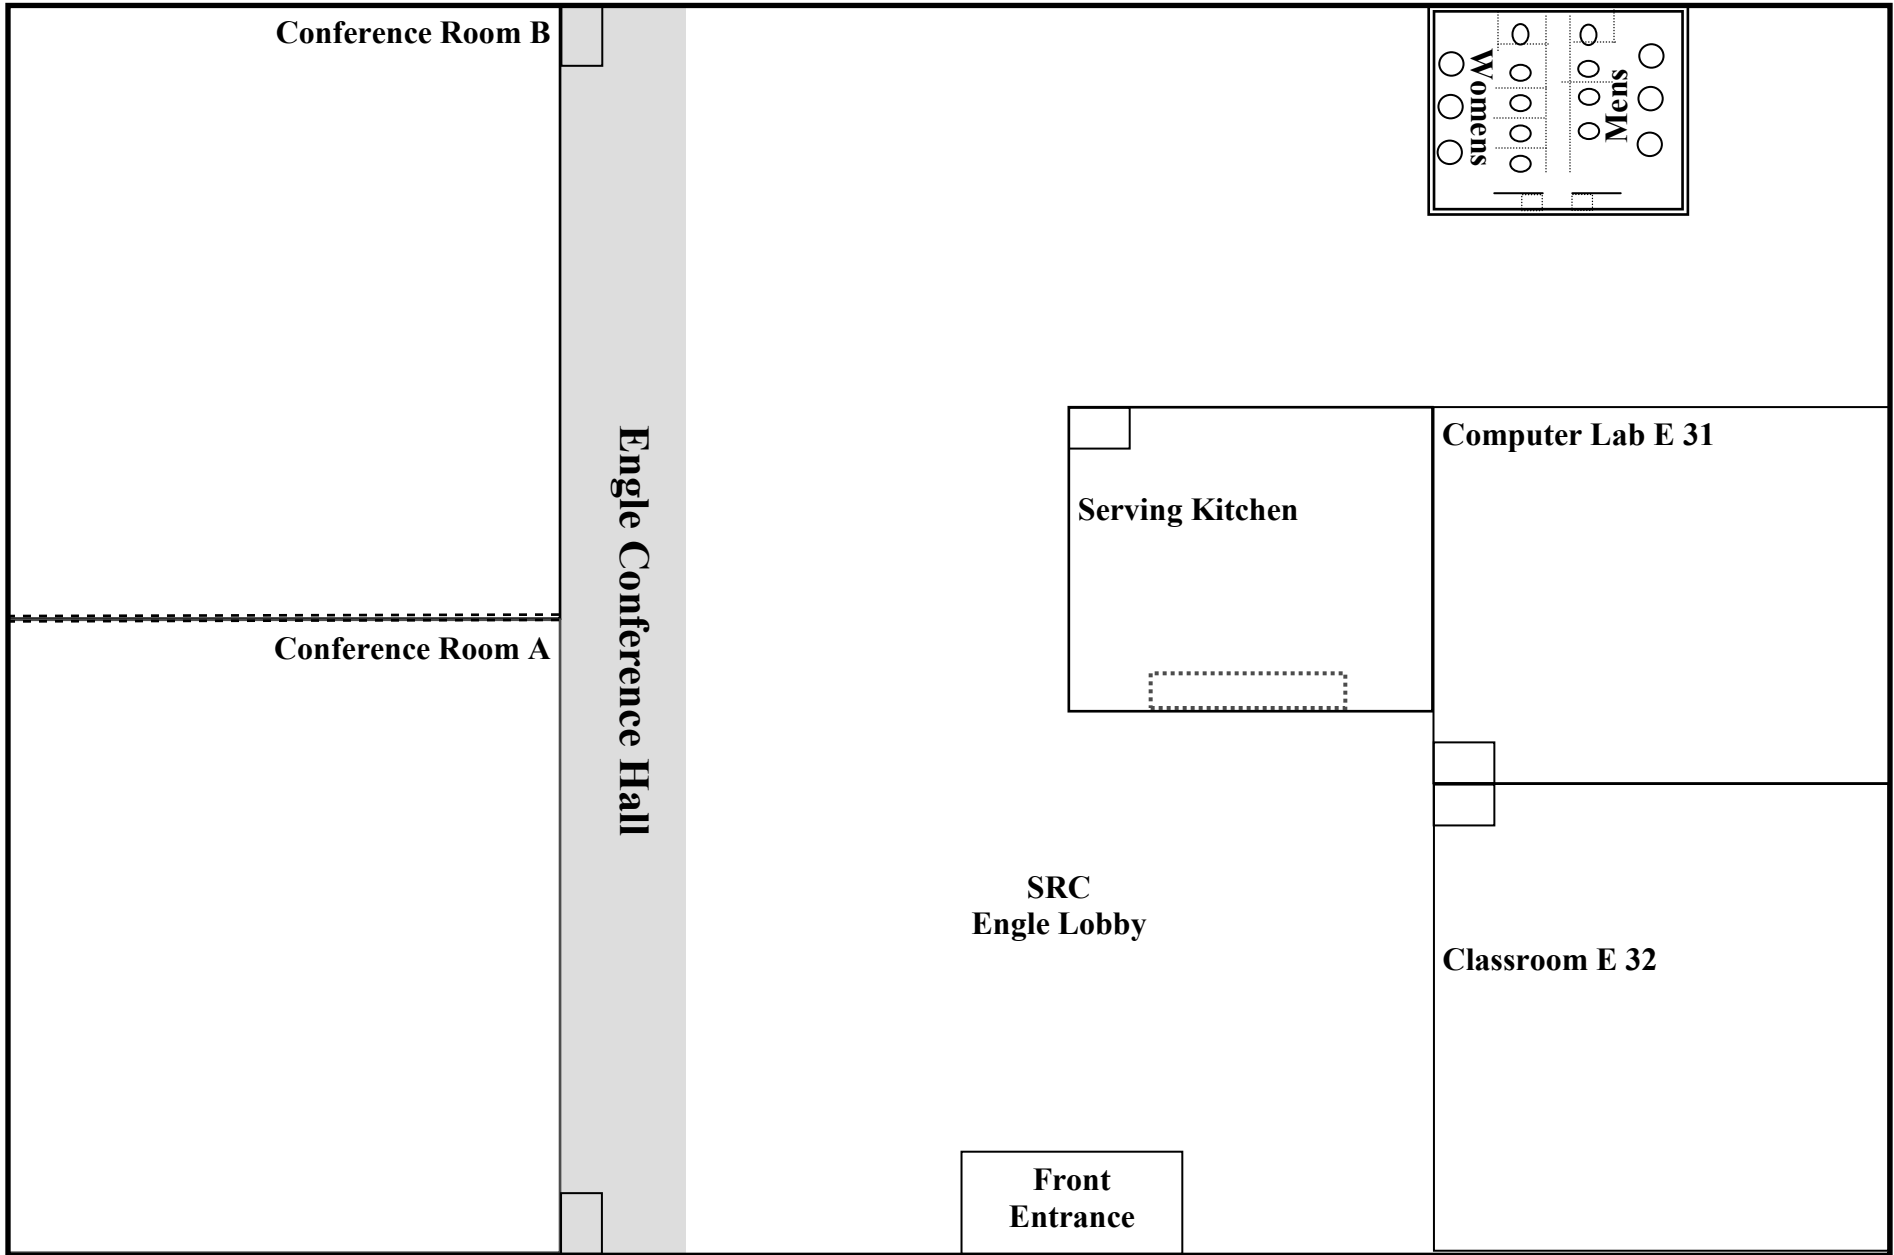 Conference Room B
Womens
Mens
Computer Lab E 31
Serving Kitchen
Engle Conference Hall
Conference Room A
SRC
Engle Lobby
Classroom E 32
Front
Entrance